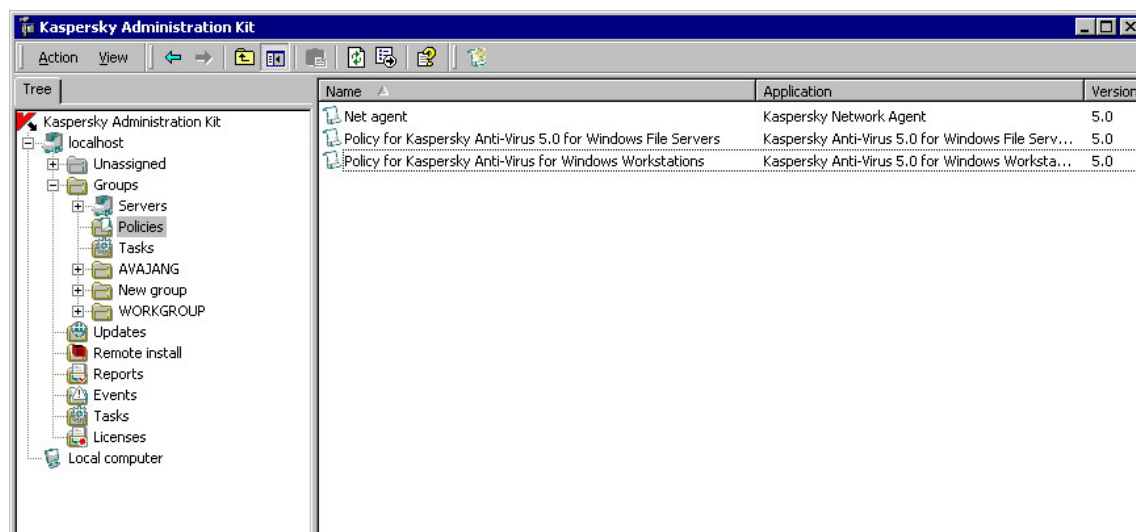 Kaspersky Administration Kit
Action View
Tree
Name Application Version
Kaspersky Administration Kit
localhost
Unassigned
Groups
Servers
Policies
Tasks
AVAJANG
New group
WORKGROUP
Updates
Remote install
Reports
Events
Tasks
Licenses
Local computer
Net agent Kaspersky Network Agent 5.0
Policy for Kaspersky Anti-Virus 5.0 for Windows File Servers Kaspersky Anti-Virus 5.0 for Windows File Serv... 5.0
Policy for Kaspersky Anti-Virus for Windows Workstations Kaspersky Anti-Virus 5.0 for Windows Worksta... 5.0